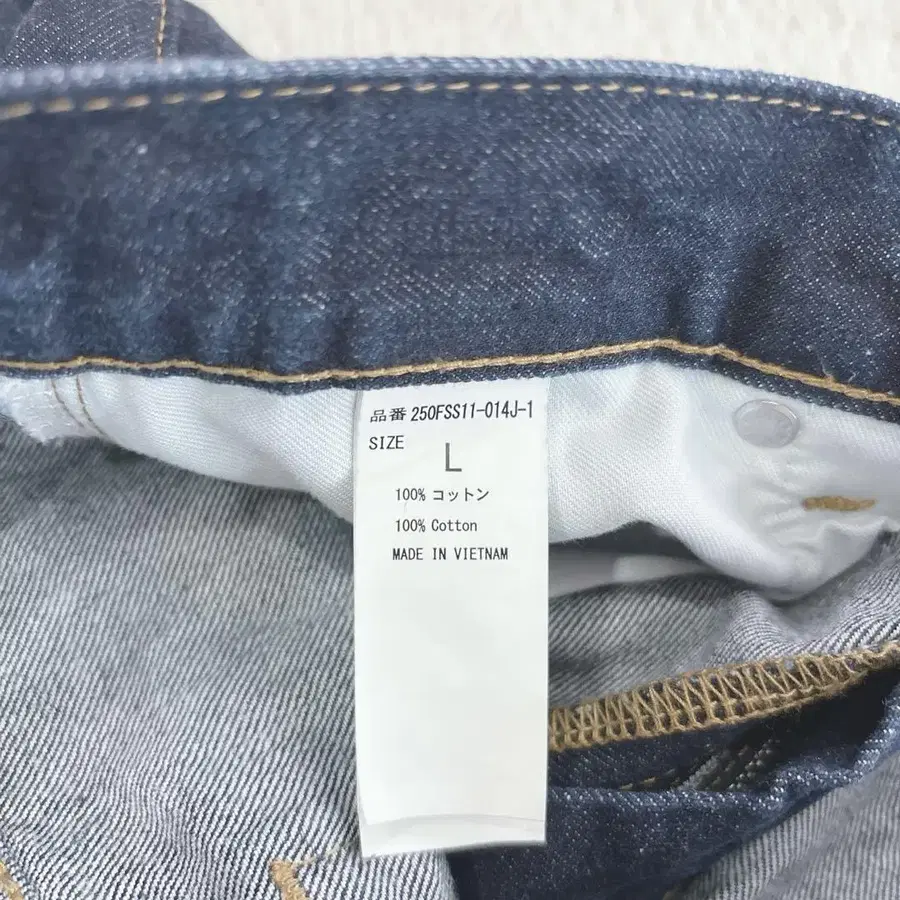 品番 250FSS11-014J-1
SIZE
L
100% コットン
100% Cotton
MADE IN VIETNAM